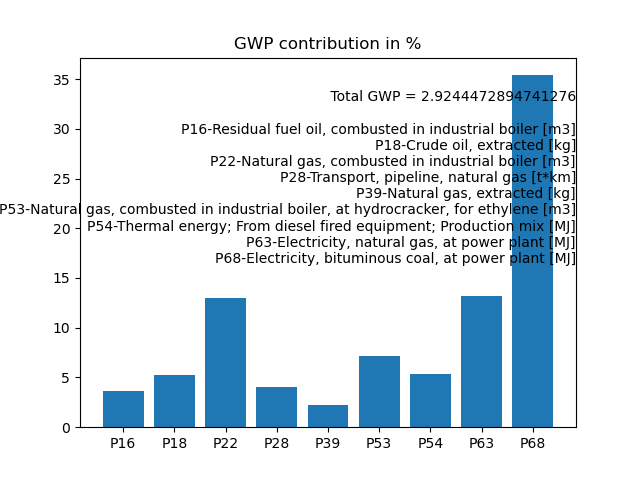 GWP contribution in %
35
Total GWP = 2.9244472894741276
30
P16-Residual fuel oil, combusted in industrial boiler [m3]
P18-Crude oil, extracted [kg]
P22-Natural gas, combusted in industrial boiler [m3]
25
P28-Transport, pipeline, natural gas [t*km]
P39-Natural gas, extracted [kg]
P53-Natural gas, combusted in industrial boiler, at hydrocracker, for ethylene [m3]
20
P54-Thermal energy; From diesel fired equipment; Production mix [MJ]
P63-Electricity, natural gas, at power plant [MJ]
P68-Electricity, bituminous coal, at power plant [MJ]
15
10
5
0
P16 P18 P22 P28 P39 P53 P54 P63 P68